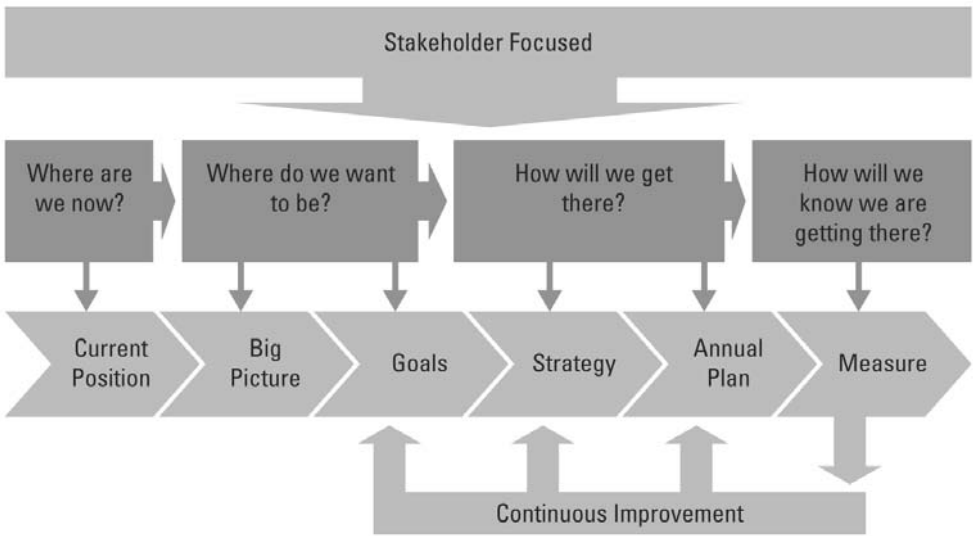 Stakeholder Focused
Where are
we now?
Where do we want
to be?
How will we get
there?
How will we
know we are
getting there?
Current
Position
Big
Picture
Goals
Strategy
Annual
Plan
Measure
Continuous Improvement